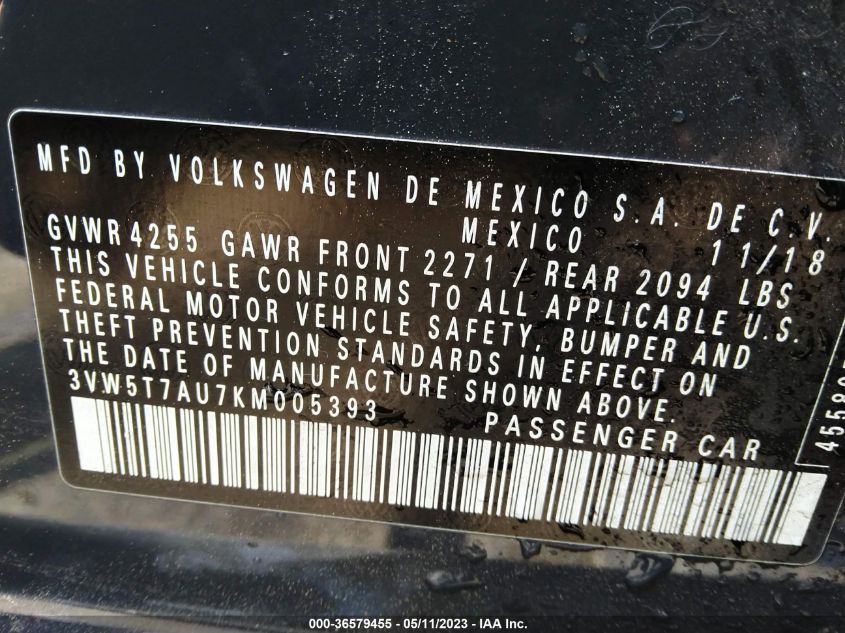 MFD BY VOLKSWAGEN DE MEXICO S.A. DE C.V.
MEXICO 11/18
GVWR 4255 GAWR FRONT 2271 / REAR 2094 LBS
THIS VEHICLE CONFORMS TO ALL APPLICABLE U.S.
FEDERAL MOTOR VEHICLE SAFETY, BUMPER AND
THEFT PREVENTION STANDARDS IN EFFECT ON
THE DATE OF MANUFACTURE SHOWN ABOVE.
3VW5T7AU7KM005393
PASSENGER CAR
000-36579455 - 05/11/2023 - IAA Inc.